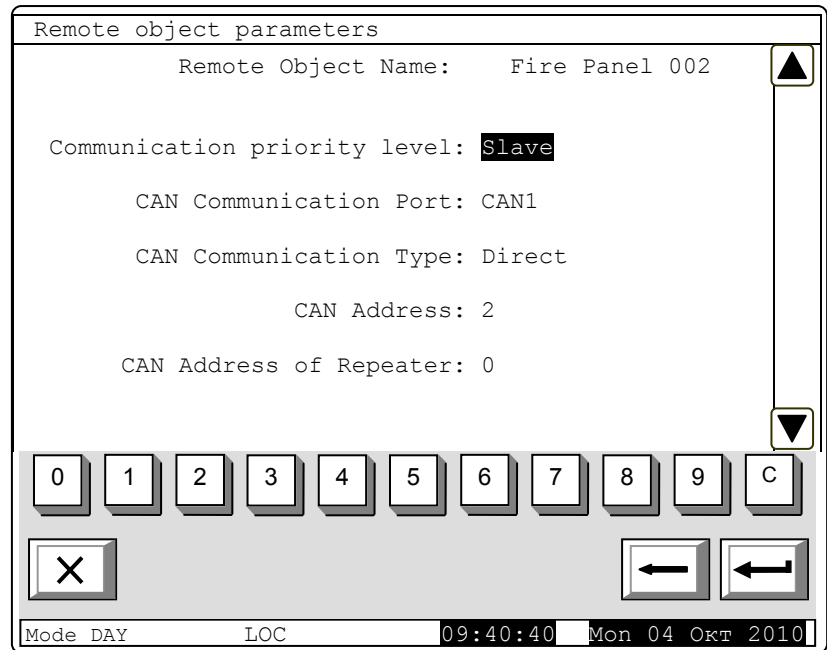 Remote object parameters
Remote Object Name: Fire Panel 002
Communication priority level: Slave
CAN Communication Port: CAN1
CAN Communication Type: Direct
CAN Address: 2
CAN Address of Repeater: 0
0 1 2 3 4 5 6 7 8 9 C
Mode DAY LOC 09:40:40 Mon 04 Окт 2010